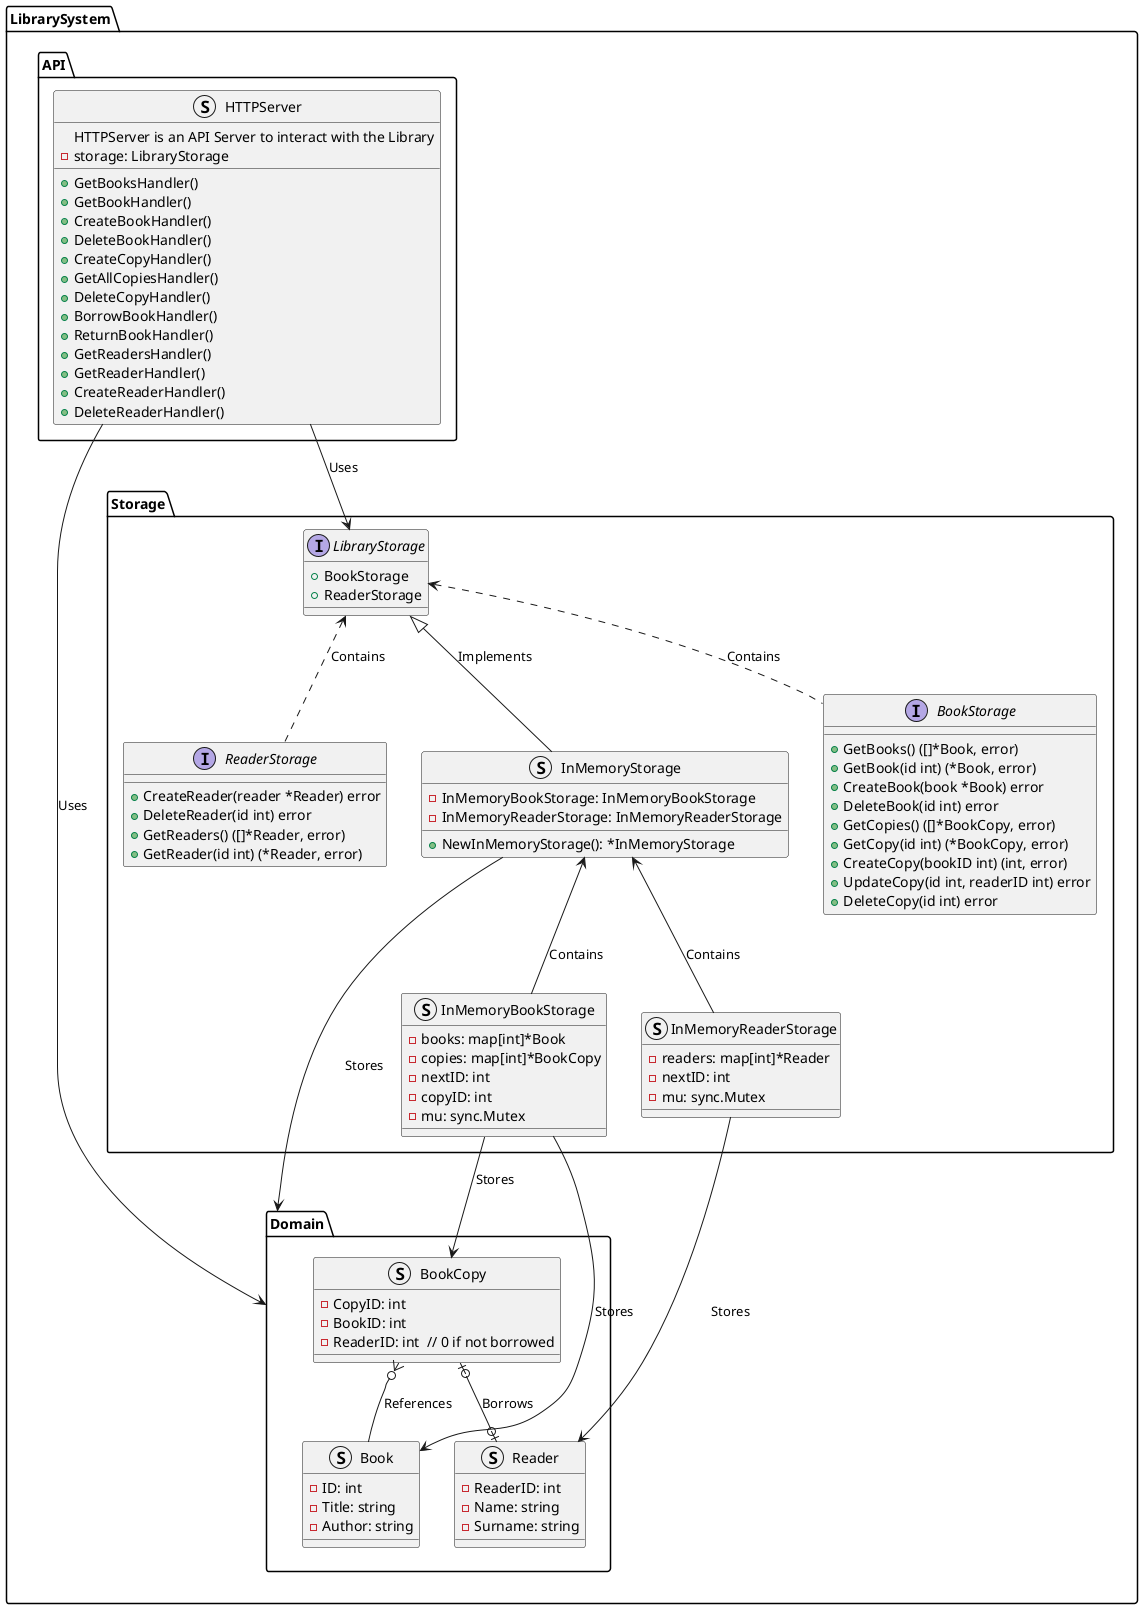 LibrarySystem
API
S HTTPServer
HTTPServer is an API Server to interact with the Library
storage: LibraryStorage
GetBooksHandler()
GetBookHandler()
CreateBookHandler()
DeleteBookHandler()
CreateCopyHandler()
GetAllCopiesHandler()
DeleteCopyHandler()
BorrowBookHandler()
ReturnBookHandler()
GetReadersHandler()
GetReaderHandler()
CreateReaderHandler()
DeleteReaderHandler()
Uses
Uses
Storage
I LibraryStorage
BookStorage
ReaderStorage
Contains
Implements
Contains
I ReaderStorage
CreateReader(reader *Reader) error
DeleteReader(id int) error
GetReaders() ([]*Reader, error)
GetReader(id int) (*Reader, error)
S InMemoryStorage
InMemoryBookStorage: InMemoryBookStorage
InMemoryReaderStorage: InMemoryReaderStorage
NewInMemoryStorage(): *InMemoryStorage
I BookStorage
GetBooks() ([]*Book, error)
GetBook(id int) (*Book, error)
CreateBook(book *Book) error
DeleteBook(id int) error
GetCopies() ([]*BookCopy, error)
GetCopy(id int) (*BookCopy, error)
CreateCopy(bookID int) (int, error)
UpdateCopy(id int, readerID int) error
DeleteCopy(id int) error
Contains
Contains
Stores
S InMemoryBookStorage
books: map[int]*Book
copies: map[int]*BookCopy
nextID: int
copyID: int
mu: sync.Mutex
S InMemoryReaderStorage
readers: map[int]*Reader
nextID: int
mu: sync.Mutex
Stores
Stores
Stores
Domain
S BookCopy
CopyID: int
BookID: int
ReaderID: int  // 0 if not borrowed
References
Borrows
S Book
ID: int
Title: string
Author: string
S Reader
ReaderID: int
Name: string
Surname: string